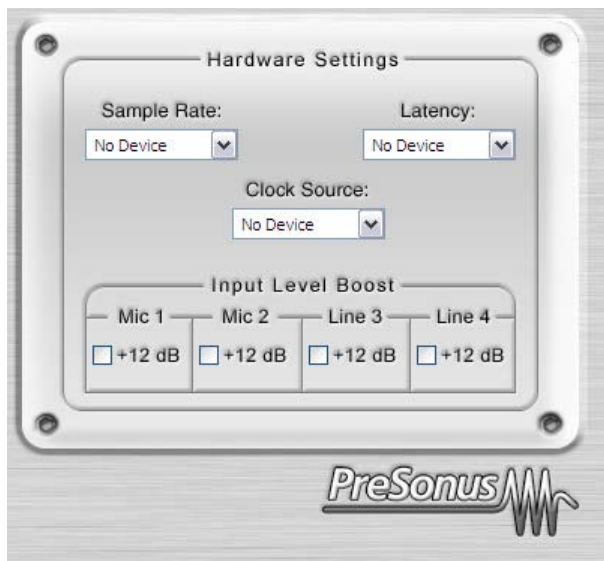 Hardware Settings
Sample Rate:
Latency:
No Device
No Device
Clock Source:
No Device
Input Level Boost
Mic 1 Mic 2 Line 3 Line 4
+12 dB +12 dB +12 dB +12 dB
PreSonus